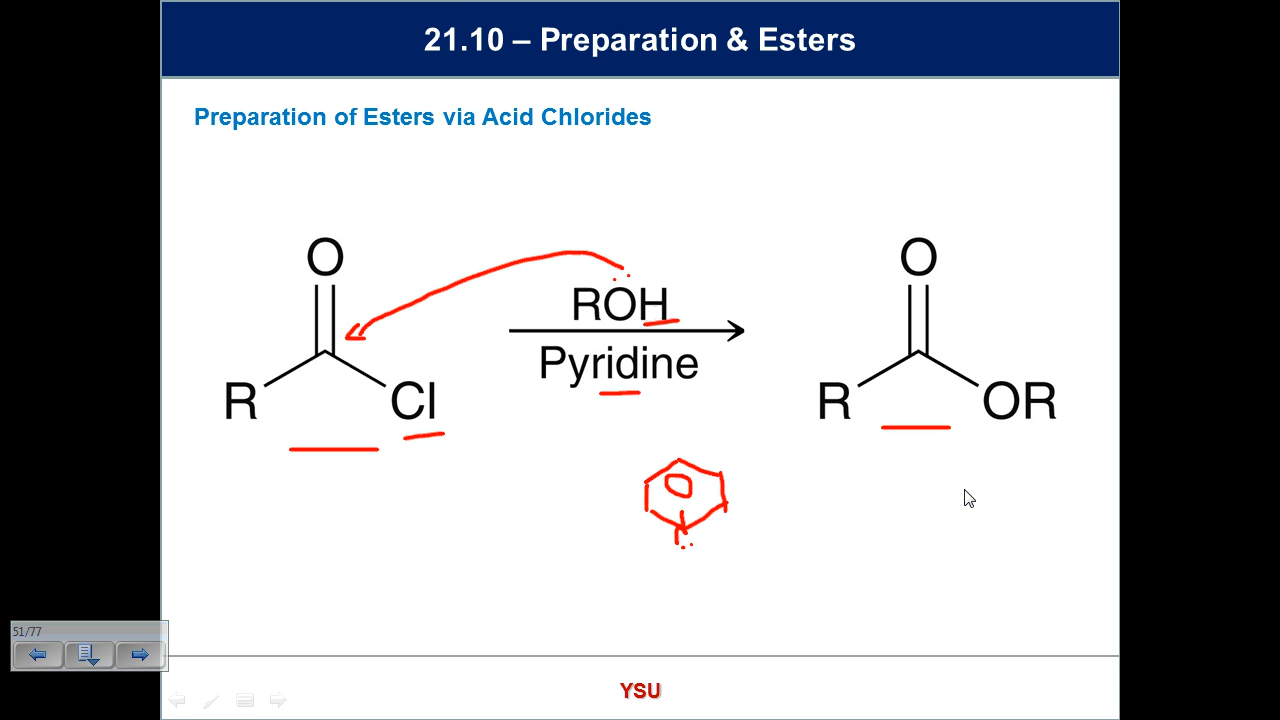 21.10 – Preparation & Esters
Preparation of Esters via Acid Chlorides
O
R
Cl
ROH
Pyridine
O
R
OR
N
51/77
YSU